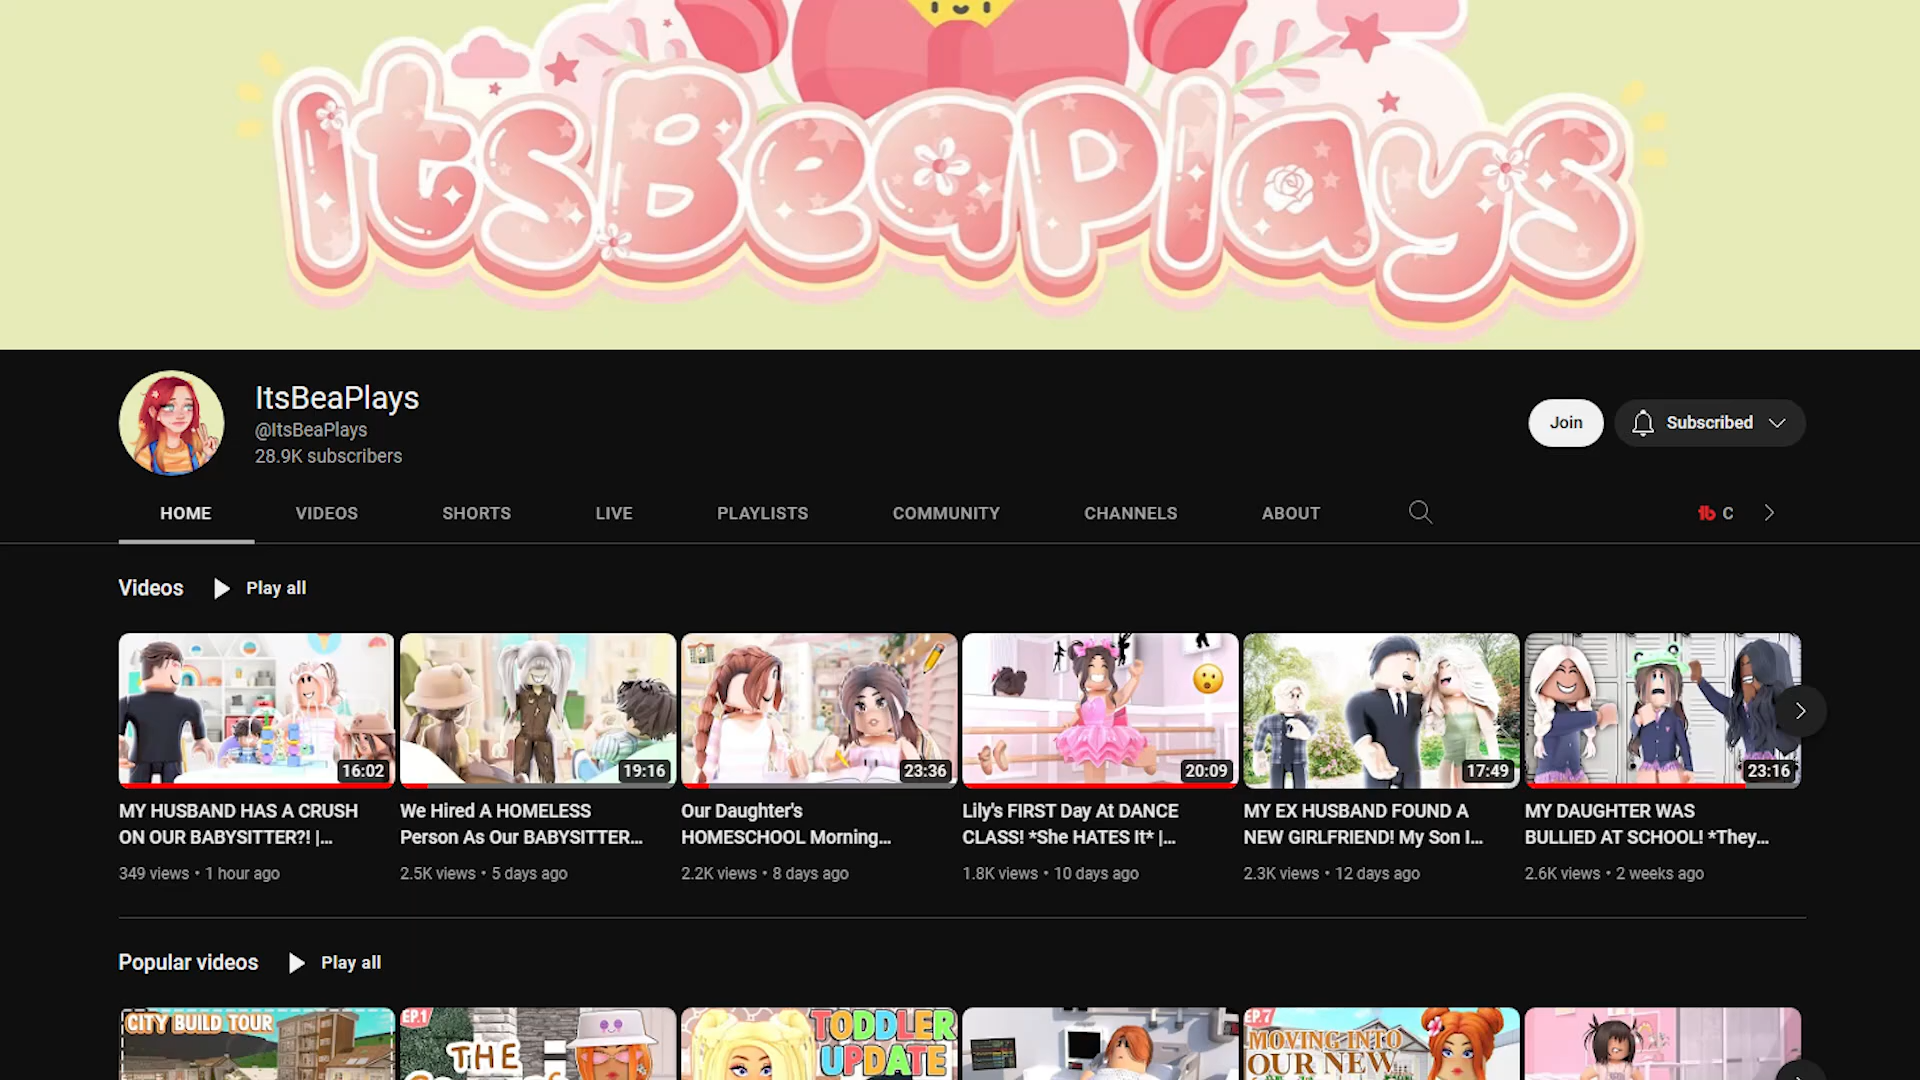 ItsBeaPlays
ItsBeaPlays
@ItsBeaPlays
28.9K subscribers
Join
Subscribed
HOME
VIDEOS
SHORTS
LIVE
PLAYLISTS
COMMUNITY
CHANNELS
ABOUT
C
Videos
Play all
16:02
19:16
23:36
20:09
17:49
23:16
MY HUSBAND HAS A CRUSH
ON OUR BABYSITTER?! |...
349 views • 1 hour ago
We Hired A HOMELESS
Person As Our BABYSITTER...
2.5K views • 5 days ago
Our Daughter's
HOMESCHOOL Morning...
2.2K views • 8 days ago
Lily's FIRST Day At DANCE
CLASS! *She HATES It* |...
1.8K views • 10 days ago
MY EX HUSBAND FOUND A
NEW GIRLFRIEND! My Son I...
2.3K views • 12 days ago
MY DAUGHTER WAS
BULLIED AT SCHOOL! *They...
2.6K views • 2 weeks ago
Popular videos
Play all
CITY BUILD TOUR
EP.1
THE
TODDLER
UPDATE
EP.7
MOVING INTO
OUR NEW